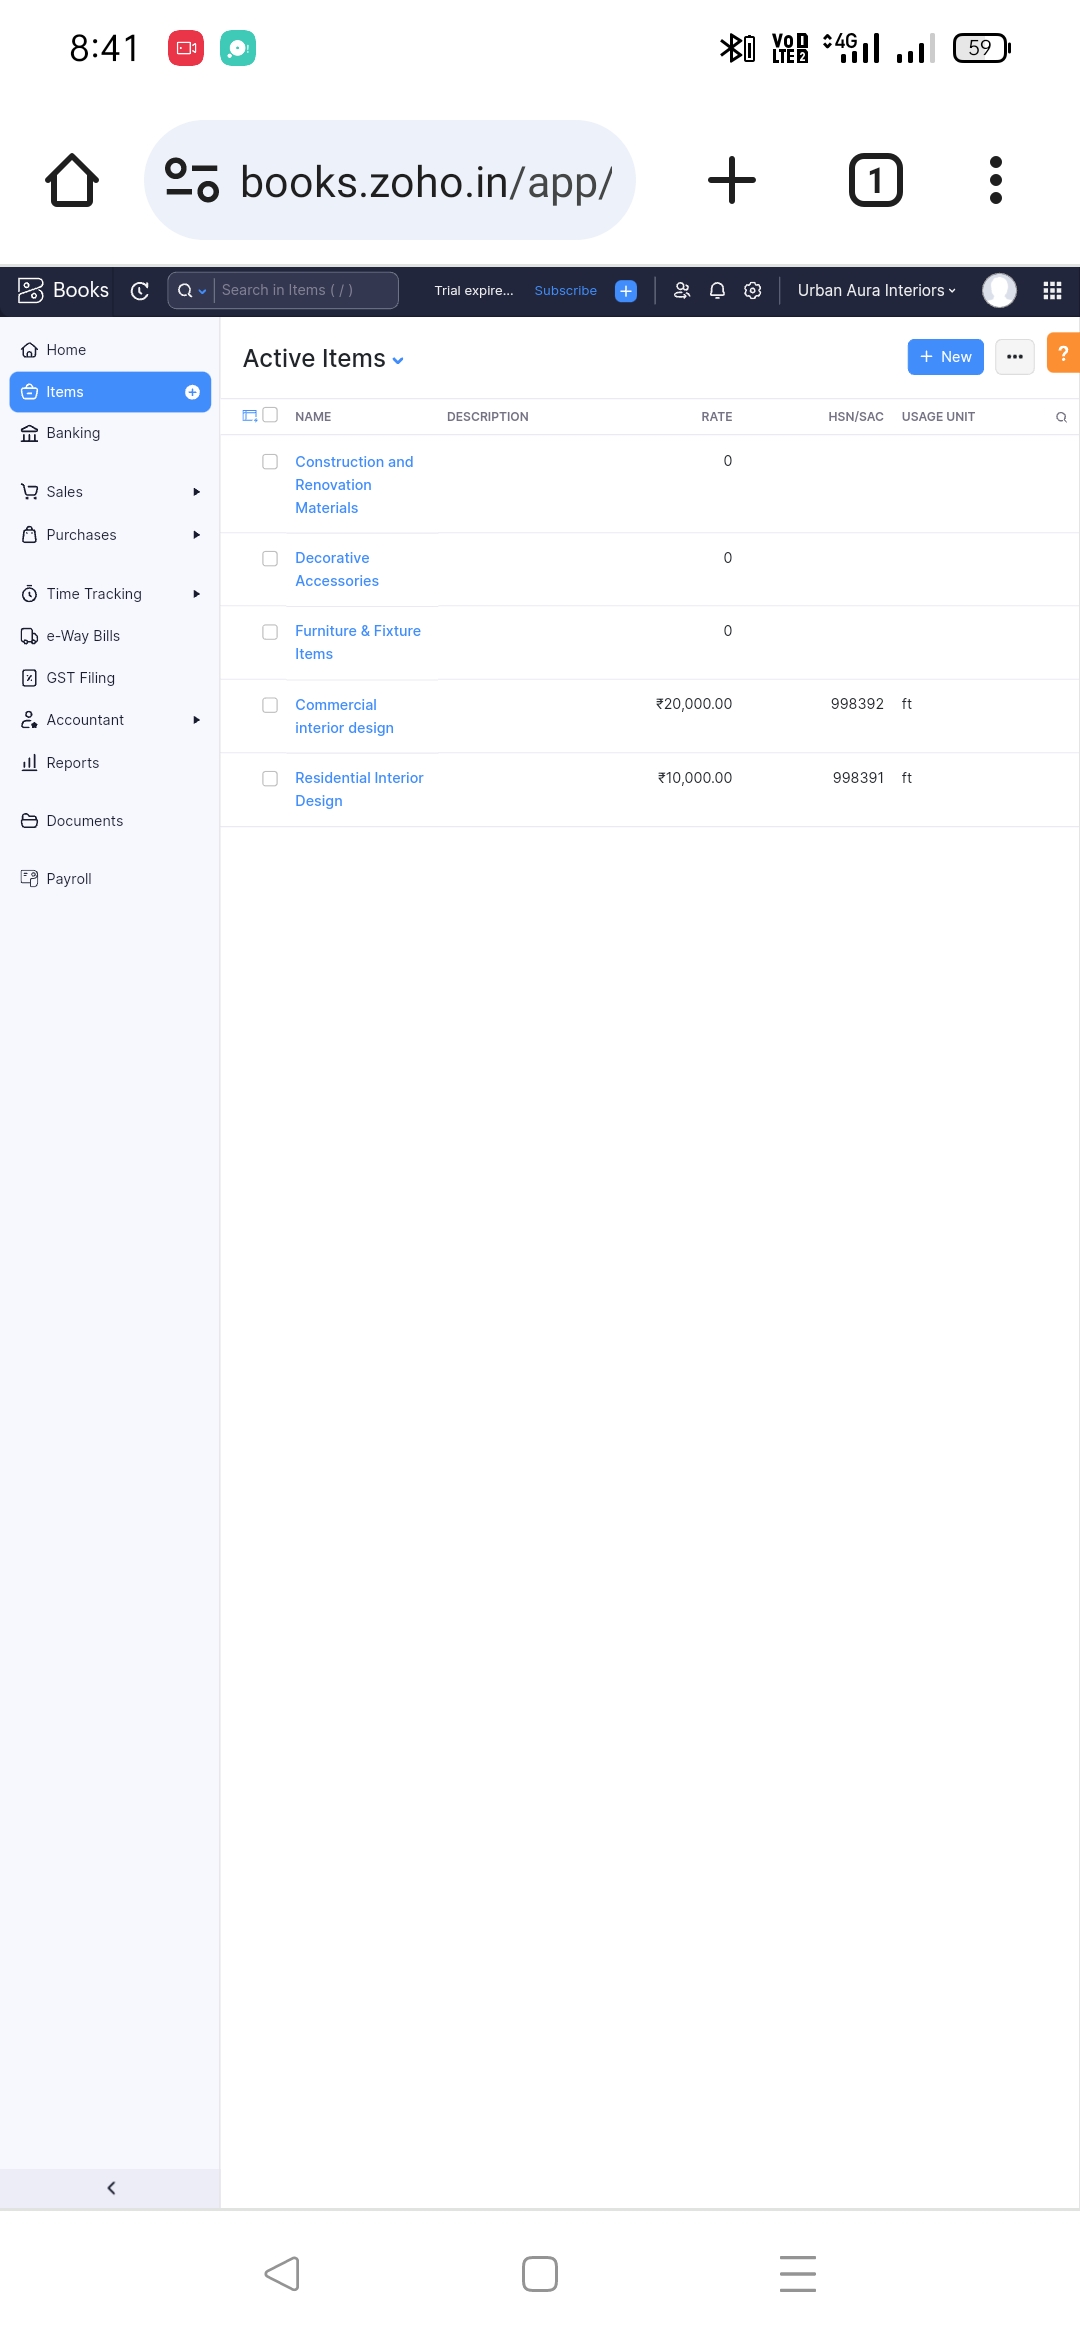 8:41
VoD
LTE2
4G
59
books.zoho.in/app/
1
Books
Search in Items ( / )
Trial expire...
Subscribe
Urban Aura Interiors
Home
Items
Banking
Sales
Purchases
Time Tracking
e-Way Bills
GST Filing
Accountant
Reports
Documents
Payroll
Active Items
+ New
?
NAME DESCRIPTION RATE HSN/SAC USAGE UNIT
Construction and 0
Renovation
Materials
Decorative 0
Accessories
Furniture & Fixture 0
Items
Commercial ₹20,000.00 998392 ft
interior design
Residential Interior ₹10,000.00 998391 ft
Design